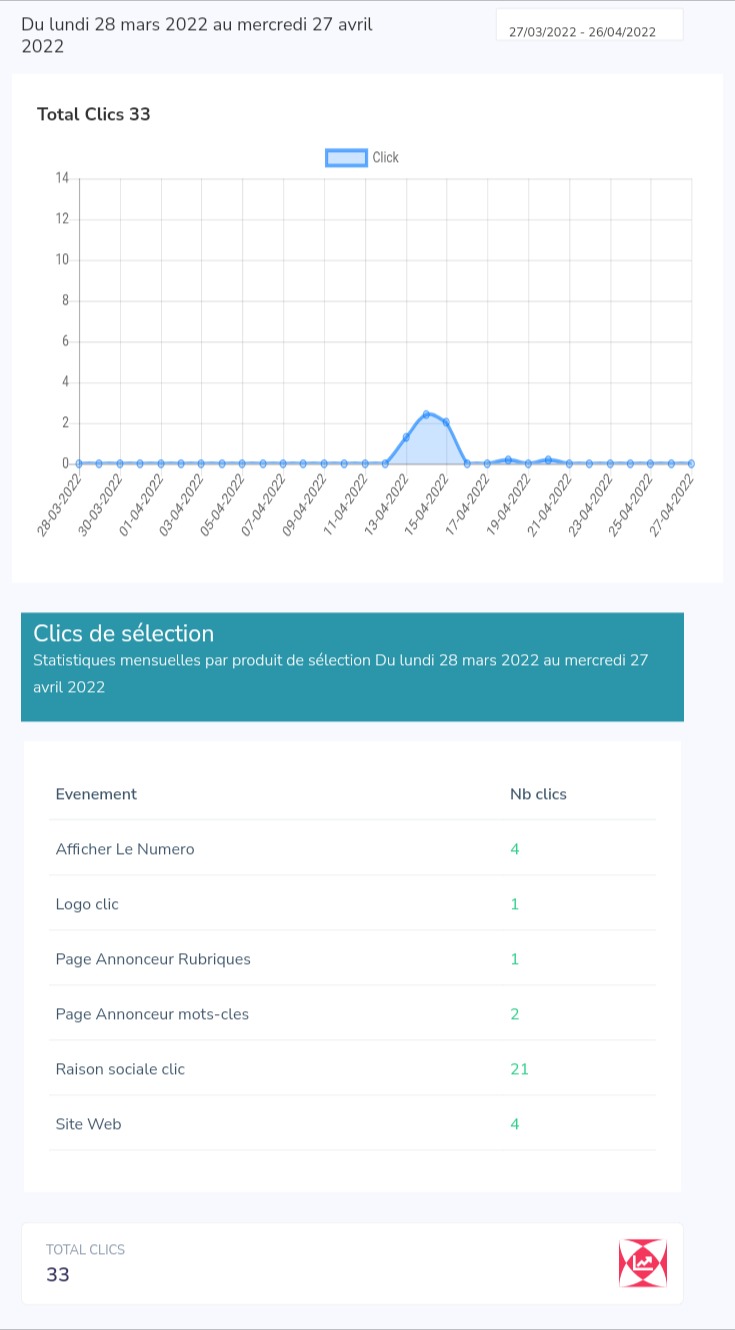 Du lundi 28 mars 2022 au mercredi 27 avril
2022
27/03/2022 - 26/04/2022
Total Clics 33
Click
14
12
10
8
6
4
2
0
28-03-2022
30-03-2022
01-04-2022
03-04-2022
05-04-2022
07-04-2022
09-04-2022
11-04-2022
13-04-2022
15-04-2022
17-04-2022
19-04-2022
21-04-2022
23-04-2022
25-04-2022
27-04-2022
Clics de sélection
Statistiques mensuelles par produit de sélection Du lundi 28 mars 2022 au mercredi 27
avril 2022
Evenement Nb clics
Afficher Le Numero 4
Logo clic 1
Page Annonceur Rubriques 1
Page Annonceur mots-cles 2
Raison sociale clic 21
Site Web 4
TOTAL CLICS
33